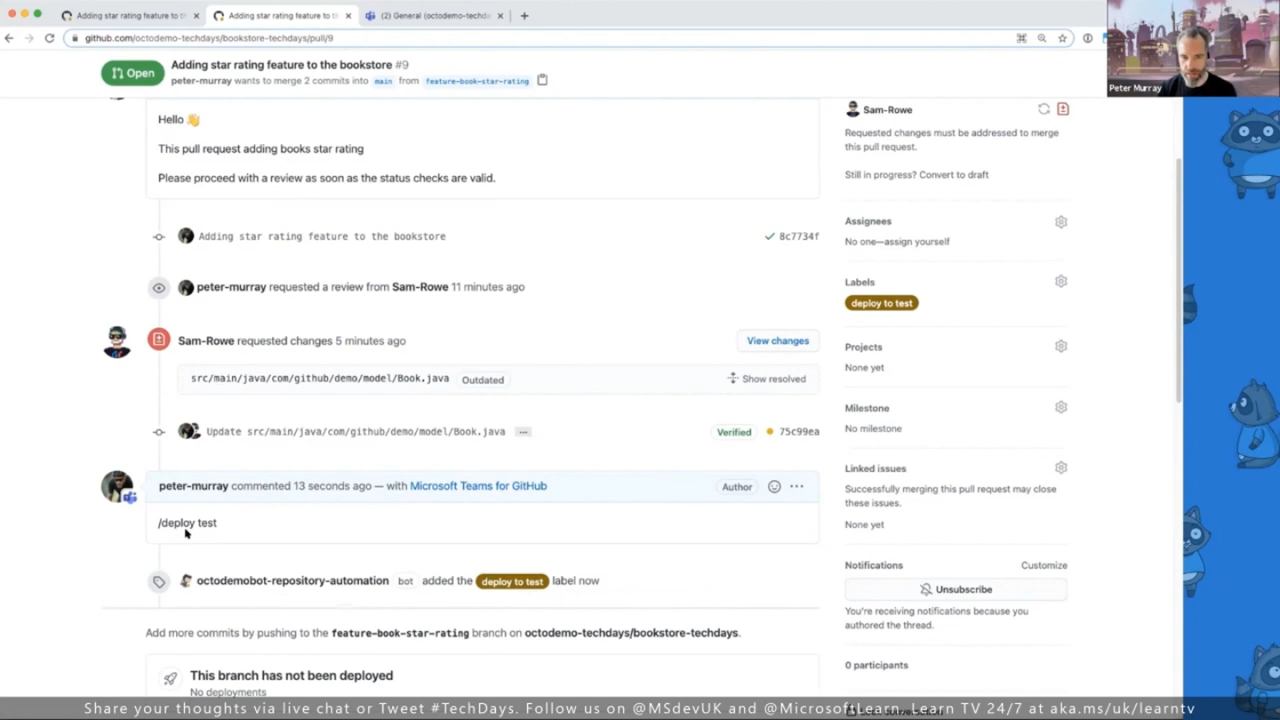 Adding star rating feature to th
Adding star rating feature to th
(2) General (octodemo-techda
github.com/octodemo-techdays/bookstore-techdays/pull/9
Peter Murray
Open
Adding star rating feature to the bookstore #9
peter-murray wants to merge 2 commits into main from feature-book-star-rating
Hello 👋
This pull request adding books star rating
Please proceed with a review as soon as the status checks are valid.
Adding star rating feature to the bookstore
8c7734f
peter-murray requested a review from Sam-Rowe 11 minutes ago
Sam-Rowe requested changes 5 minutes ago
View changes
src/main/java/com/github/demo/model/Book.java Outdated
Show resolved
Update src/main/java/com/github/demo/model/Book.java ...
Verified
75c99ea
peter-murray commented 13 seconds ago — with Microsoft Teams for GitHub
Author
/deploy test
octodemobot-repository-automation bot added the deploy to test label now
Add more commits by pushing to the feature-book-star-rating branch on octodemo-techdays/bookstore-techdays.
This branch has not been deployed
No deployments
Sam-Rowe
Requested changes must be addressed to merge
this pull request.
Still in progress? Convert to draft
Assignees
No one—assign yourself
Labels
deploy to test
Projects
None yet
Milestone
No milestone
Linked issues
Successfully merging this pull request may close
these issues.
None yet
Notifications
Customize
Unsubscribe
You're receiving notifications because you
authored the thread.
0 participants
Share your thoughts via live chat or Tweet #TechDays. Follow us on @MSdevUK and @MicrosoftLearn. Learn TV 24/7 at aka.ms/uk/learntv